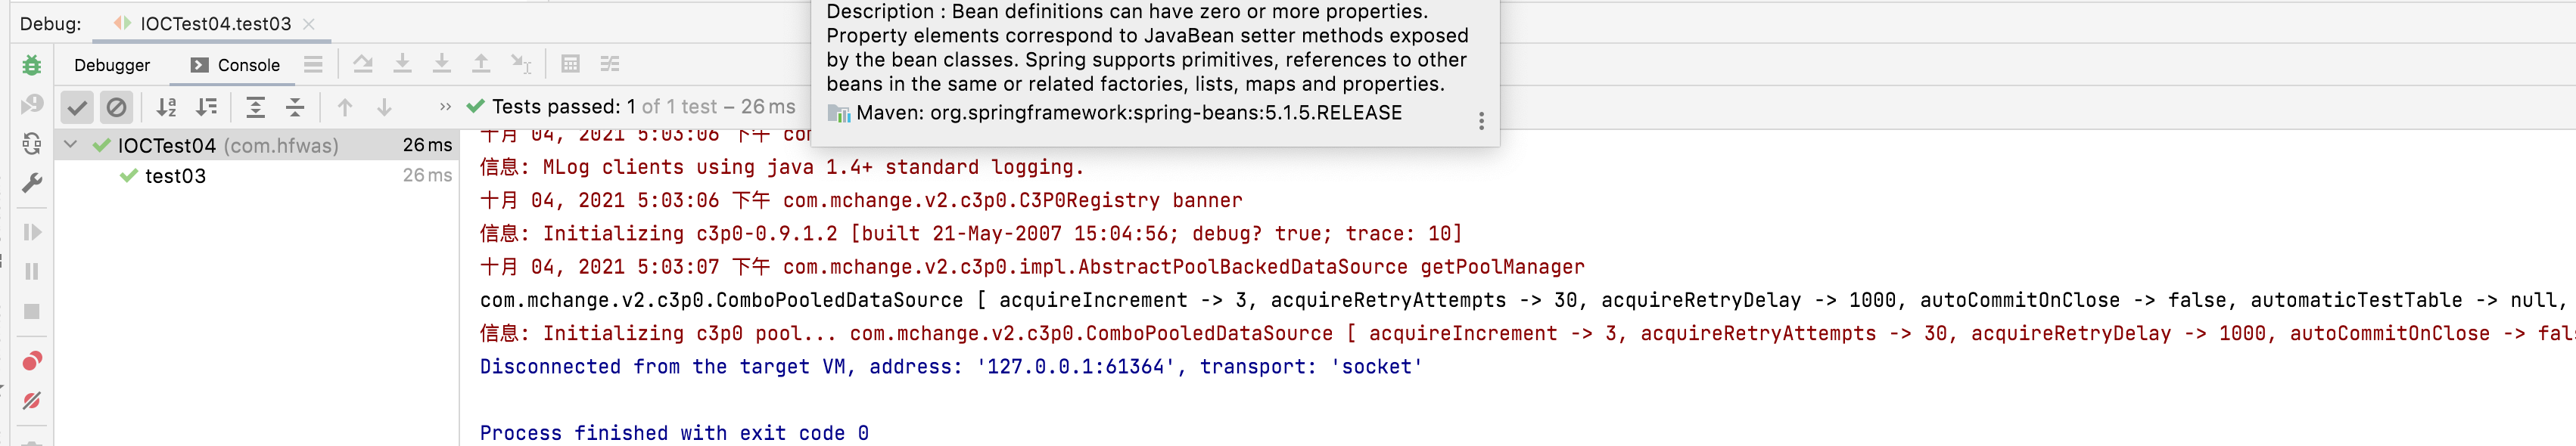 Debug: IOCTest04.test03
Description : Bean definitions can have zero or more properties.
Property elements correspond to JavaBean setter methods exposed
by the bean classes. Spring supports primitives, references to other
beans in the same or related factories, lists, maps and properties.
Maven: org.springframework:spring-beans:5.1.5.RELEASE
Debugger Console
Tests passed: 1 of 1 test – 26 ms
IOCTest04 (com.hfwas) 26 ms
test03 26 ms
十月 04, 2021 5:03:06 下午
信息: MLog clients using java 1.4+ standard logging.
十月 04, 2021 5:03:06 下午 com.mchange.v2.c3p0.C3P0Registry banner
信息: Initializing c3p0-0.9.1.2 [built 21-May-2007 15:04:56; debug? true; trace: 10]
十月 04, 2021 5:03:07 下午 com.mchange.v2.c3p0.impl.AbstractPoolBackedDataSource getPoolManager
com.mchange.v2.c3p0.ComboPooledDataSource [ acquireIncrement -> 3, acquireRetryAttempts -> 30, acquireRetryDelay -> 1000, autoCommitOnClose -> false, automaticTestTable -> null,
信息: Initializing c3p0 pool... com.mchange.v2.c3p0.ComboPooledDataSource [ acquireIncrement -> 3, acquireRetryAttempts -> 30, acquireRetryDelay -> 1000, autoCommitOnClose ->
Disconnected from the target VM, address: '127.0.0.1:61364', transport: 'socket'
Process finished with exit code 0